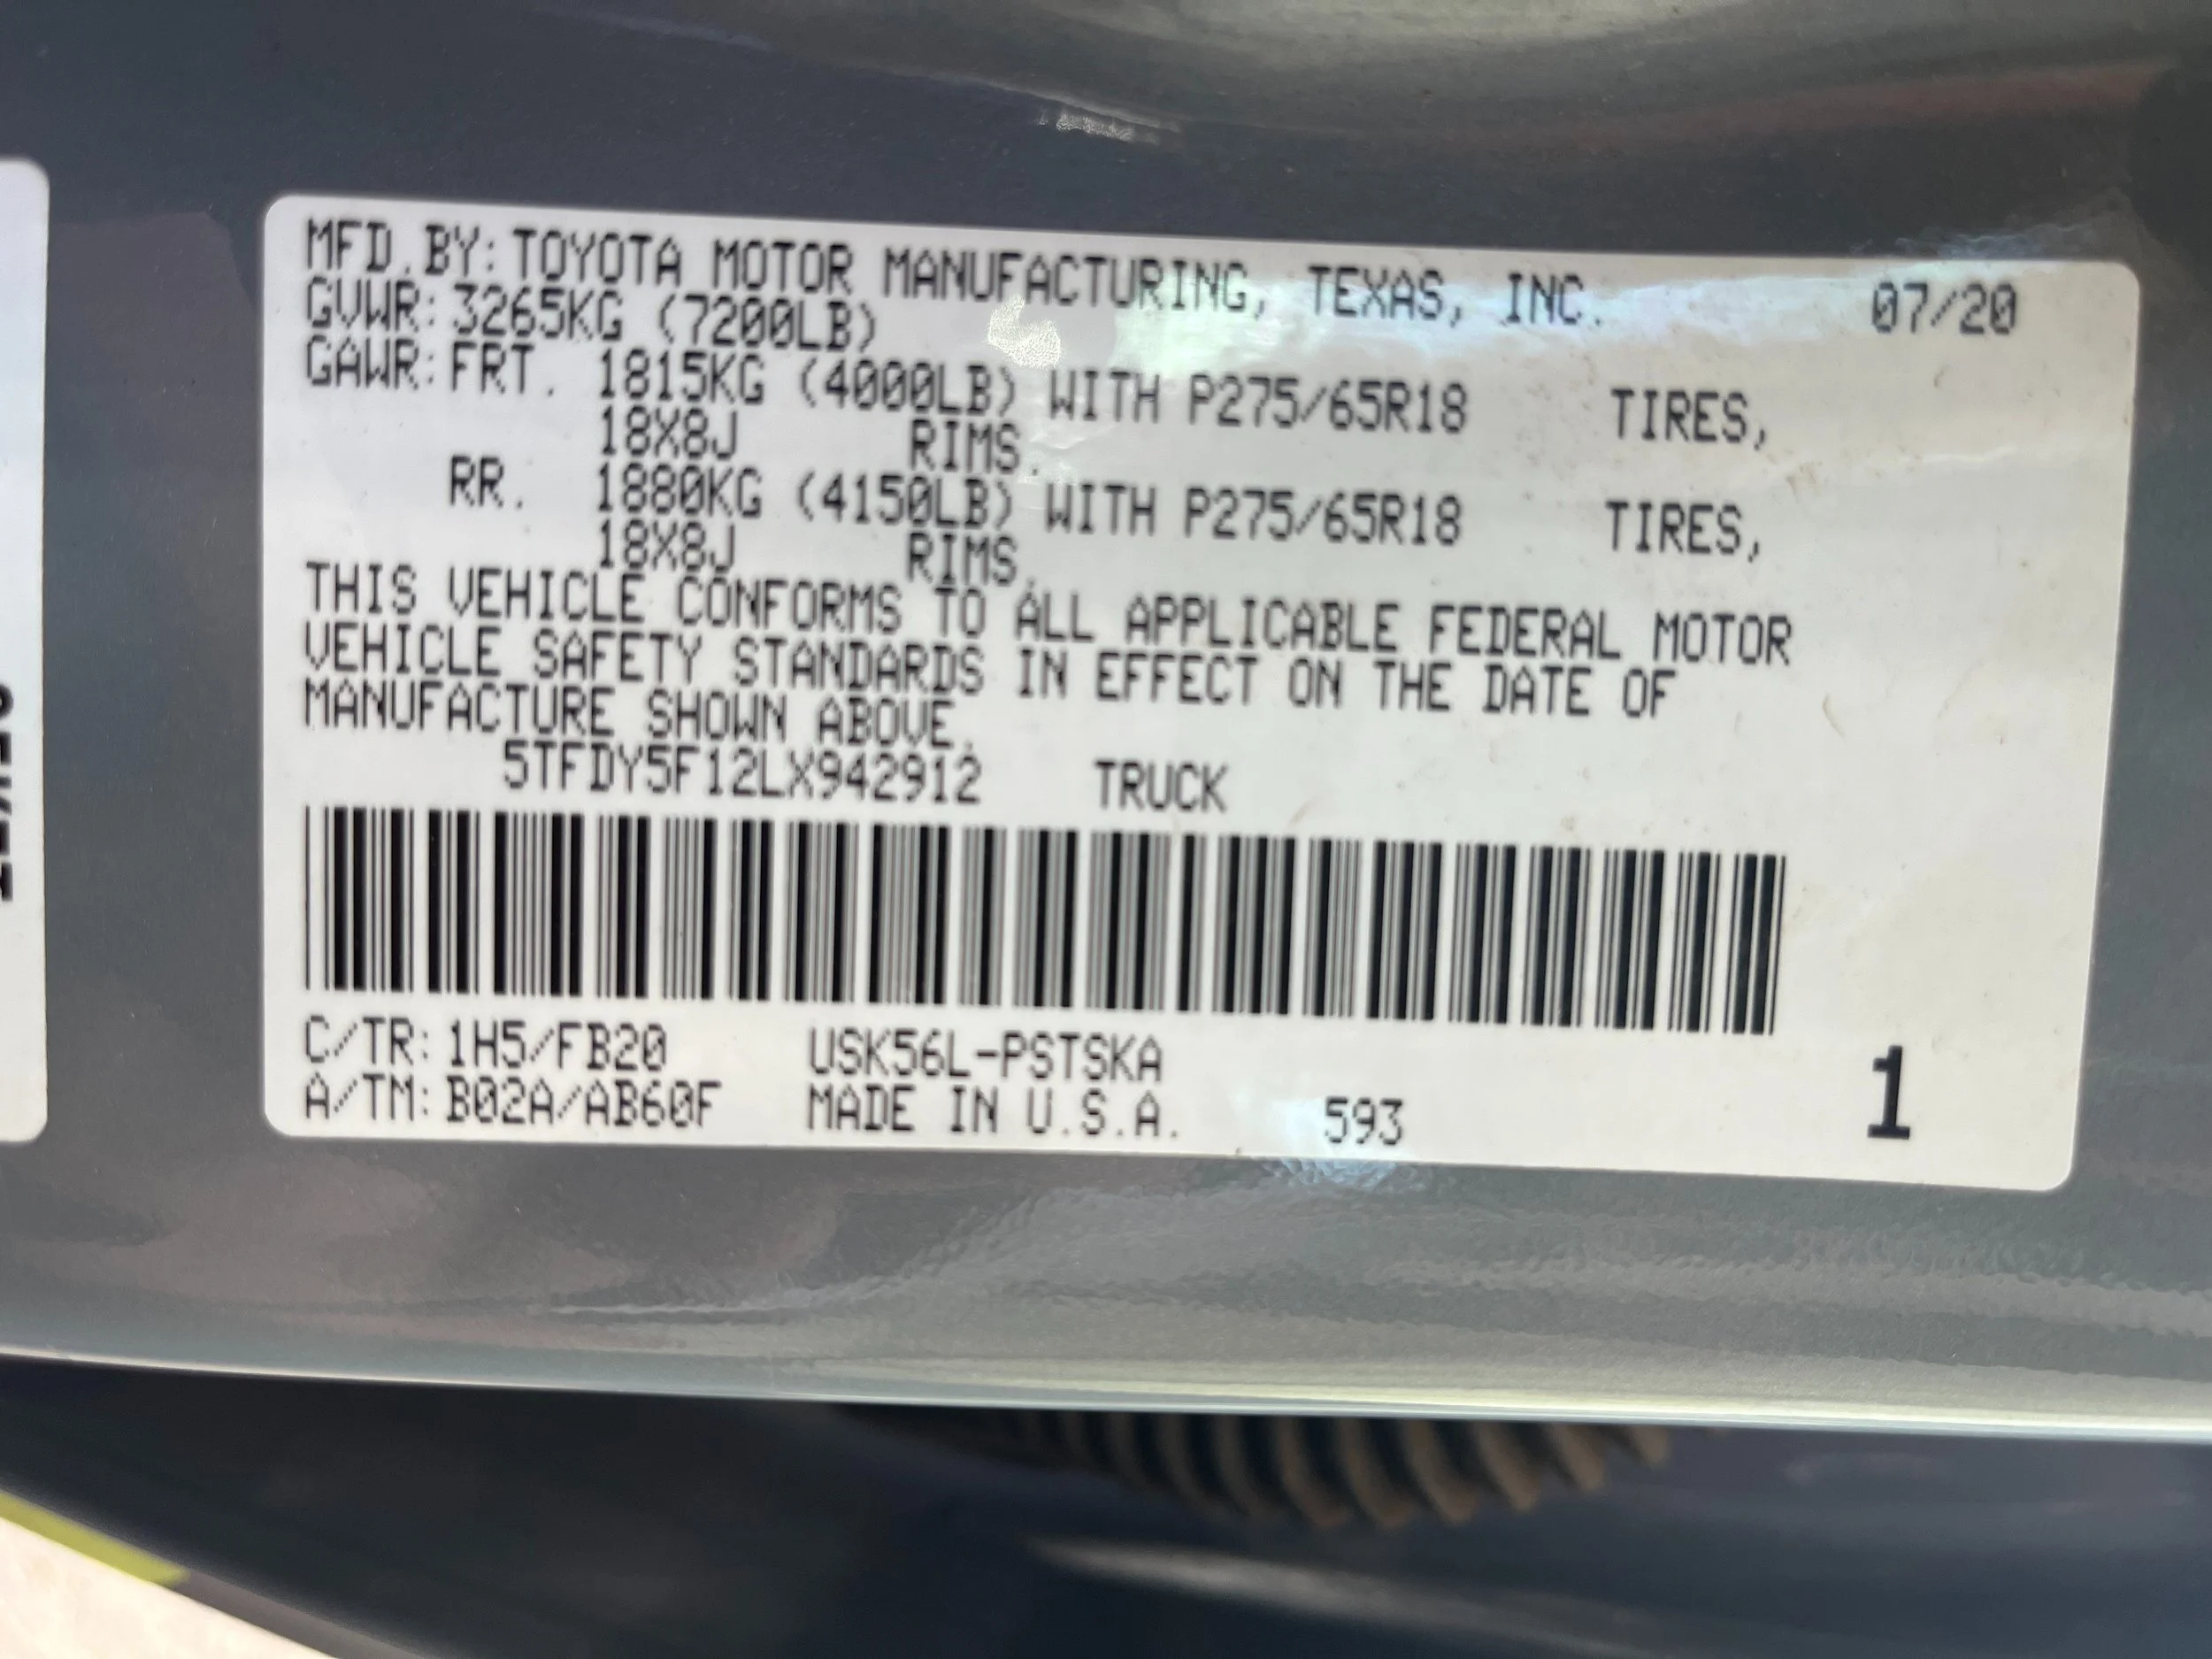 MFD.BY:TOYOTA MOTOR MANUFACTURING, TEXAS, INC. 07/20
GVWR:3265KG (7200LB)
GAWR:FRT. 1815KG (4000LB) WITH P275/65R18 TIRES,
18X8J RIMS.
RR. 1880KG (4150LB) WITH P275/65R18 TIRES,
18X8J RIMS.
THIS VEHICLE CONFORMS TO ALL APPLICABLE FEDERAL MOTOR
VEHICLE SAFETY STANDARDS IN EFFECT ON THE DATE OF
MANUFACTURE SHOWN ABOVE.
5TFDY5F12LX942912 TRUCK
C/TR:1H5/FB20 USK56L-PSTSKA
A/TM:B02A/AB60F MADE IN U.S.A. 593 1